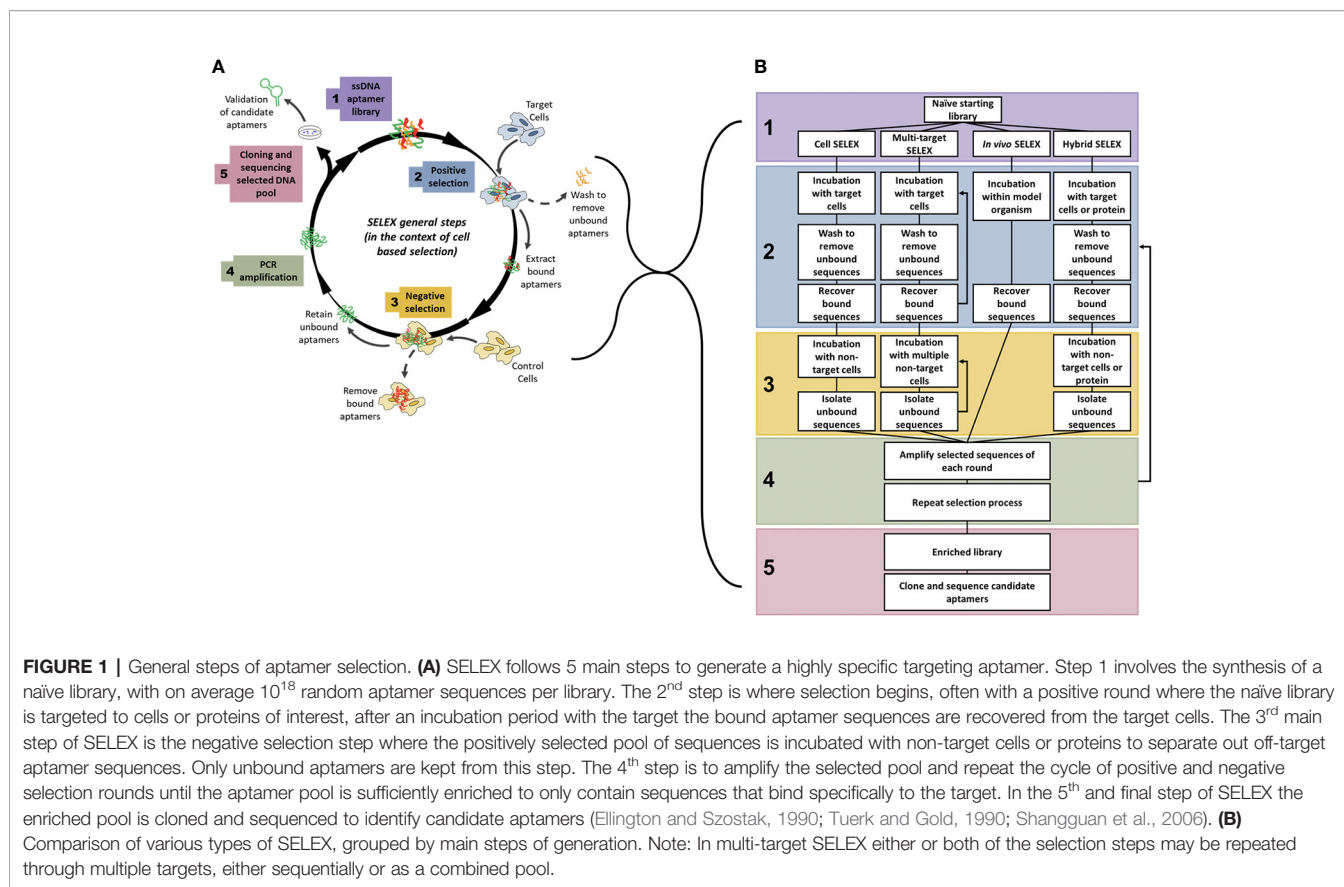 A
1
ssDNA
aptamer
library
Validation
of candidate
aptamers
Target
Cells
5
Cloning and
sequencing
selected DNA
pool
2
Positive
selection
Wash to
remove
unbound
aptamers
SELEX general steps
(in the context of cell
based selection)
Extract
bound
aptamers
4
PCR
amplification
3
Negative
selection
Retain
unbound
aptamers
Control
Cells
Remove
bound
aptamers
B
1
Naïve starting
library
Cell SELEX
Multi-target
SELEX
In vivo SELEX
Hybrid SELEX
2
Incubation
with target
cells
Incubation
with target
cells
Incubation
within model
organism
Incubation
with target
cells or protein
Wash to
remove
unbound
sequences
Wash to
remove
unbound
sequences
Wash to
remove
unbound
sequences
Recover
bound
sequences
Recover
bound
sequences
Recover
bound
sequences
Recover
bound
sequences
3
Incubation
with non-
target cells
Incubation
with multiple
non-target
cells
Incubation
with non-
target cells or
protein
Isolate
unbound
sequences
Isolate
unbound
sequences
Isolate
unbound
sequences
4
Amplify selected sequences of
each round
Repeat selection
process
5
Enriched library
Clone and sequence candidate
aptamers
FIGURE 1 | General steps of aptamer selection. (A) SELEX follows 5 main steps to generate a highly specific targeting aptamer. Step 1 involves the synthesis of a
naïve library, with on average 10^18 random aptamer sequences per library. The 2nd step is where selection begins, often with a positive round where the naïve library
is targeted to cells or proteins of interest, after an incubation period with the target the bound aptamer sequences are recovered from the target cells. The 3rd main
step of SELEX is the negative selection step where the positively selected pool of sequences is incubated with non-target cells or proteins to separate out off-target
aptamer sequences. Only unbound aptamers are kept from this step. The 4th step is to amplify the selected pool and repeat the cycle of positive and negative
selection rounds until the aptamer pool is sufficiently enriched to only contain sequences that bind specifically to the target. In the 5th and final step of SELEX the
enriched pool is cloned and sequenced to identify candidate aptamers (Ellington and Szostak, 1990; Tuerk and Gold, 1990; Shangguan et al., 2006). (B)
Comparison of various types of SELEX, grouped by main steps of generation. Note: In multi-target SELEX either or both of the selection steps may be repeated
through multiple targets, either sequentially or as a combined pool.